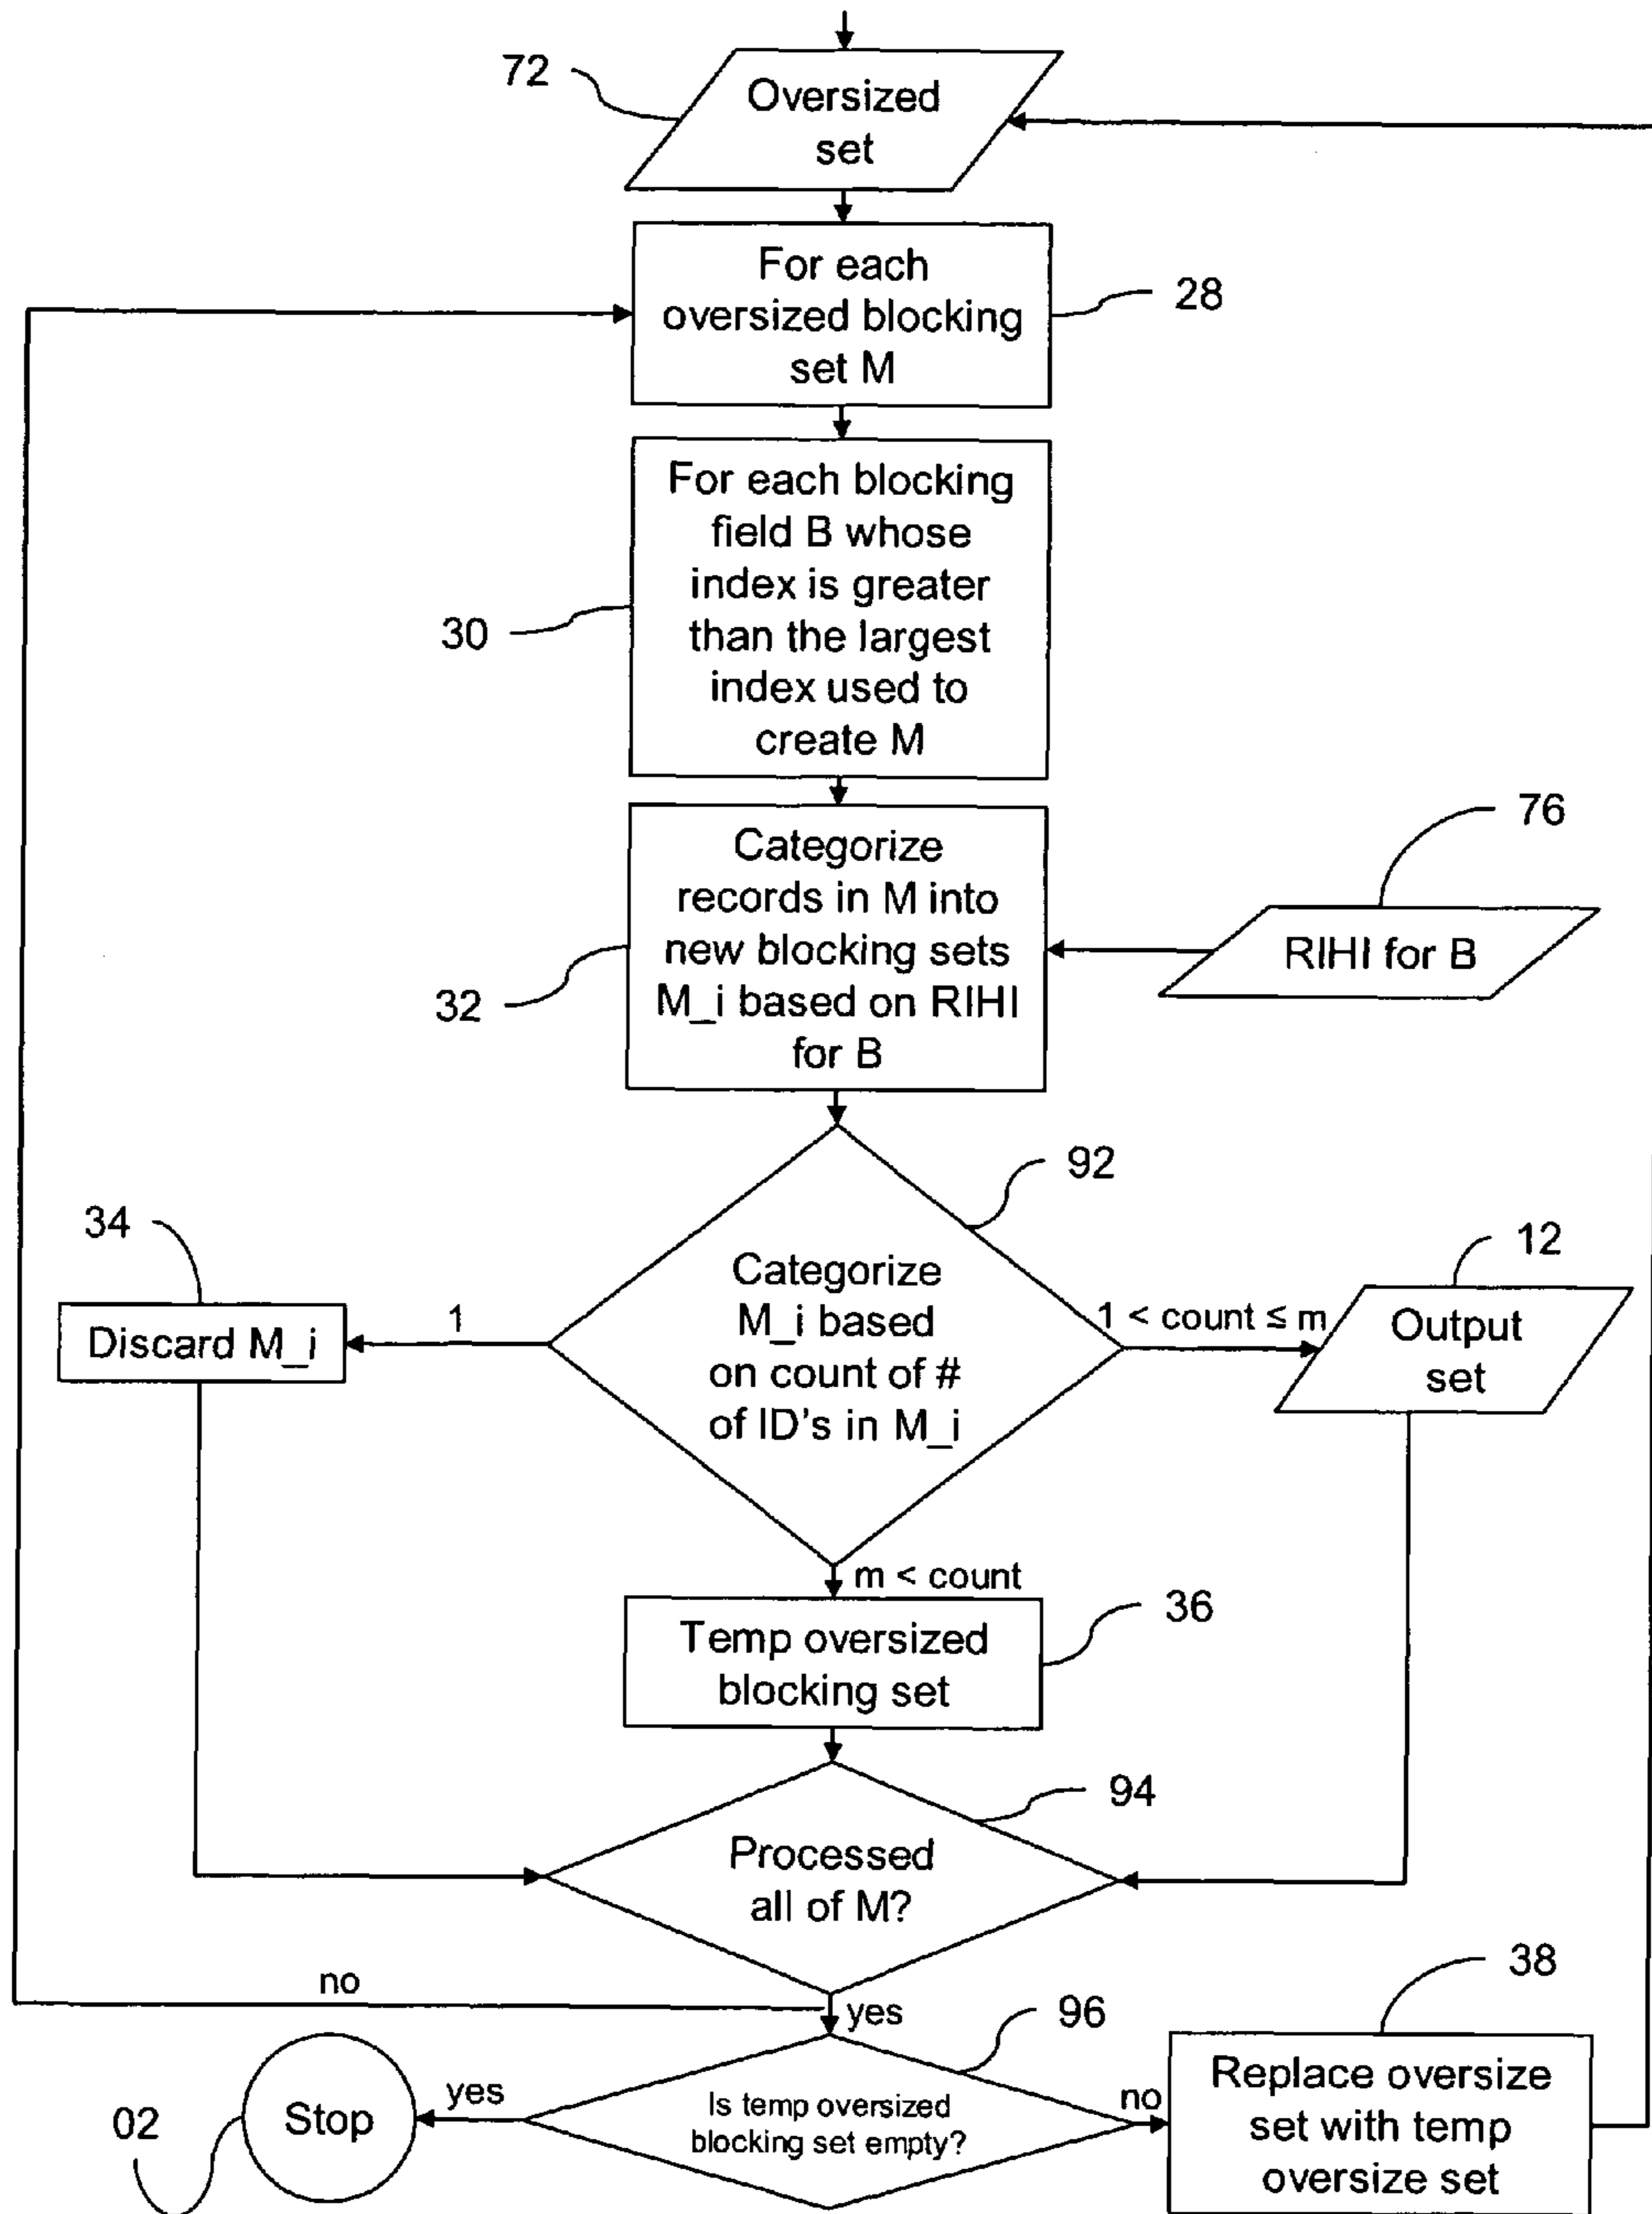 72
Oversized
set
For each
oversized blocking
set M
28
For each blocking
field B whose
index is greater
than the largest
index used to
create M
30
Categorize
records in M into
new blocking sets
M_i based on RIHI
for B
32
76
RIHI for B
92
Categorize
M_i based
on count of #
of ID's in M_i
34
1
Discard M_i
12
1 < count ≤ m
Output
set
m < count
Temp oversized
blocking set
36
94
Processed
all of M?
no
yes
96
38
Is temp oversized
blocking set empty?
yes
Stop
02
no
Replace oversize
set with temp
oversize set